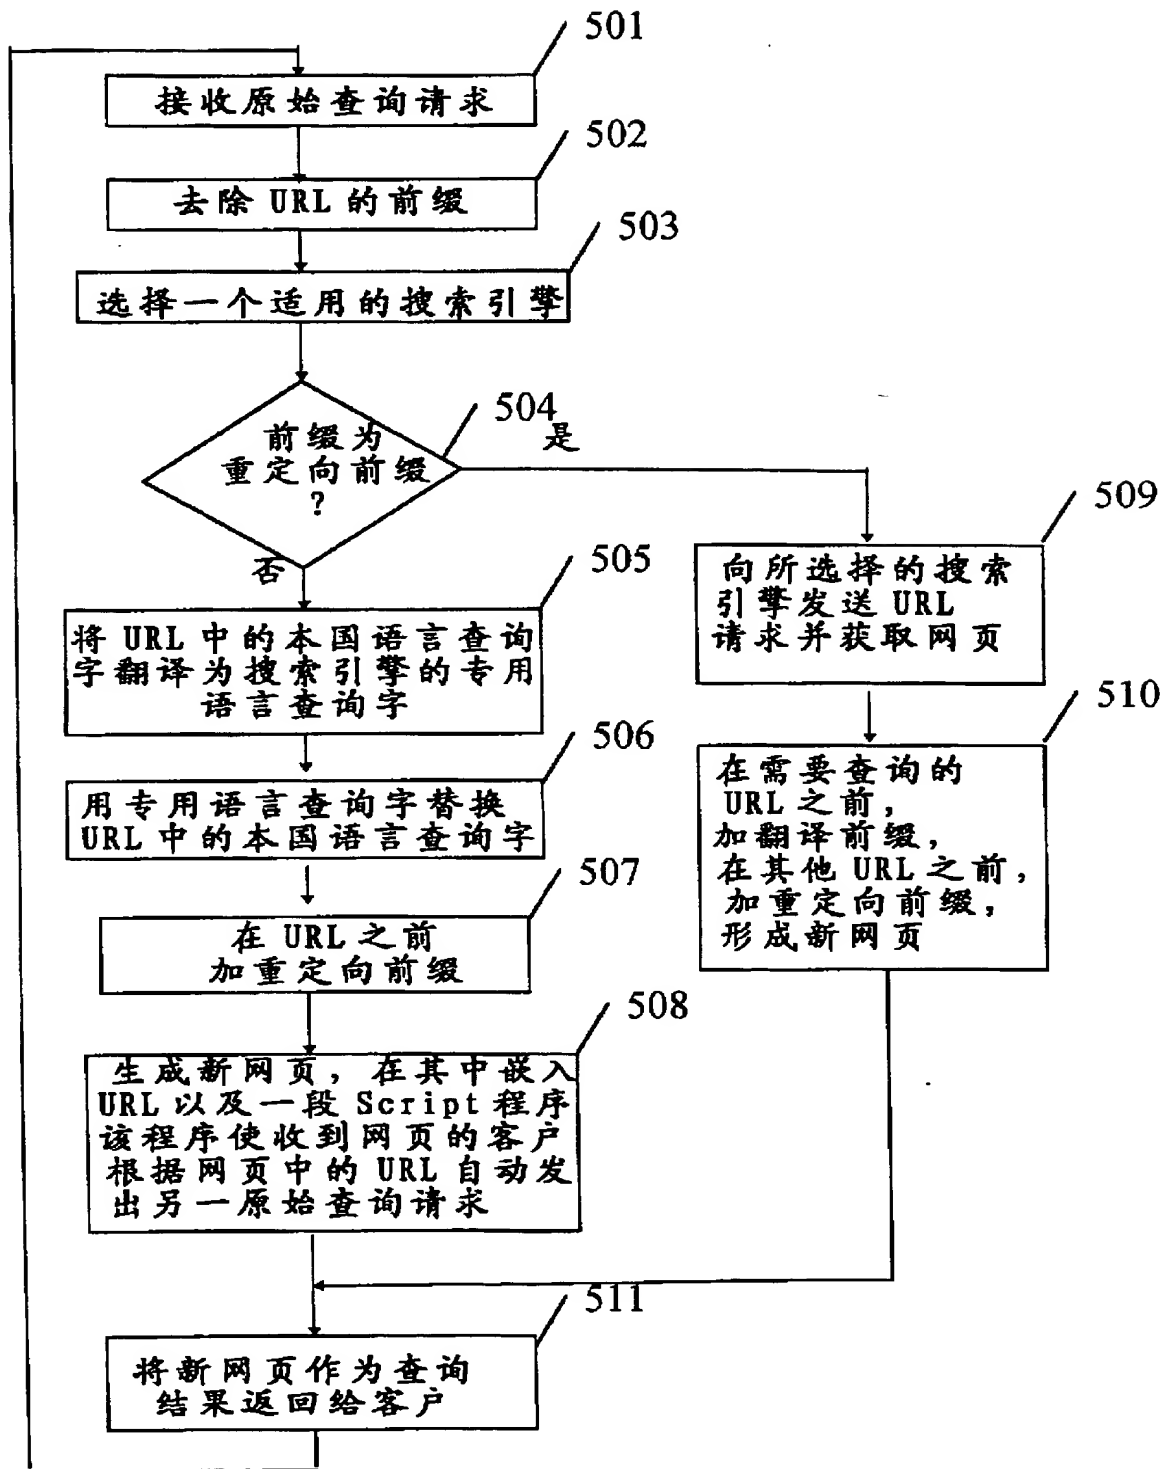 501
接收原始查询请求
502
去除 URL 的前缀
503
选择一个适用的搜索引擎
504
前缀为
重定向前缀
?
是
否
505
将 URL 中的本国语言查询
字翻译为搜索引擎的专用
语言查询字
506
用专用语言查询字替换
URL 中的本国语言查询字
507
在 URL 之前
加重定向前缀
508
生成新网页，在其中嵌入
URL 以及一段 Script 程序
该程序使收到网页的客户
根据网页中的 URL 自动发
出另一原始查询请求
509
向所选择的搜索
引擎发送 URL
请求并获取网页
510
在需要查询的
URL 之前，
加翻译前缀，
在其他 URL 之前，
加重定向前缀，
形成新网页
511
将新网页作为查询
结果返回给客户